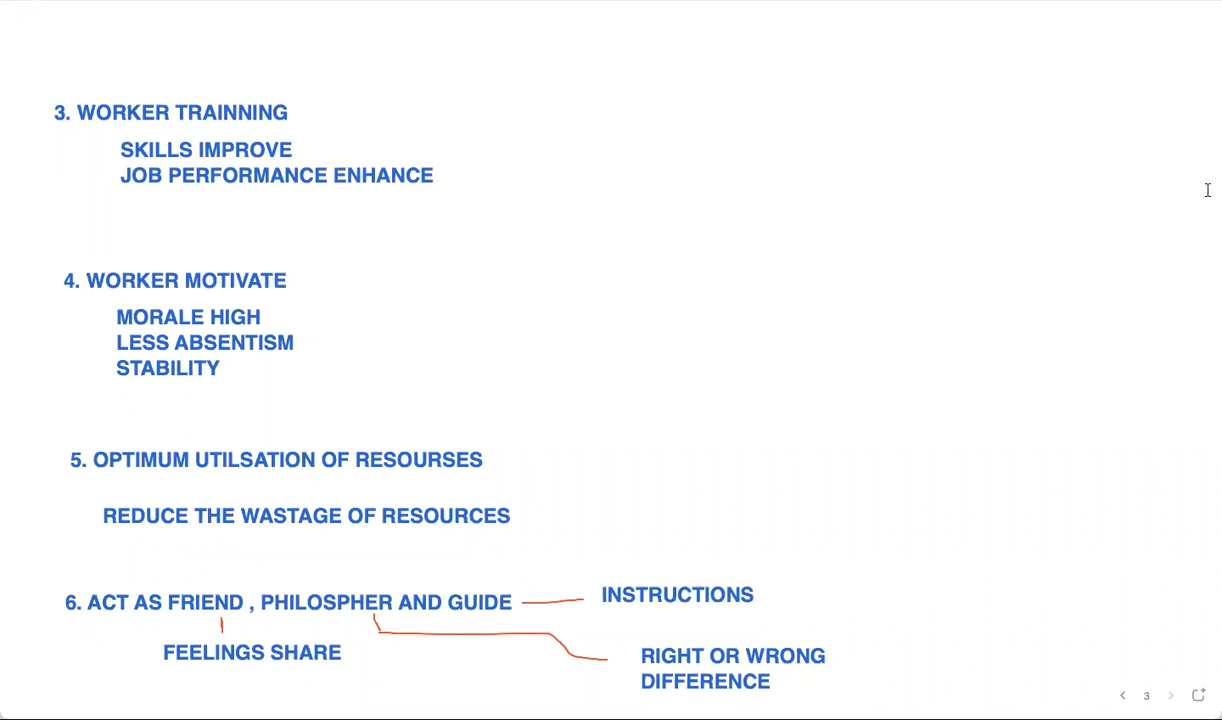 3. WORKER TRAINNING
SKILLS IMPROVE
JOB PERFORMANCE ENHANCE
4. WORKER MOTIVATE
MORALE HIGH
LESS ABSENTISM
STABILITY
5. OPTIMUM UTILSATION OF RESOURSES
REDUCE THE WASTAGE OF RESOURCES
6. ACT AS FRIEND , PHILOSPHER AND GUIDE
INSTRUCTIONS
FEELINGS SHARE
RIGHT OR WRONG
DIFFERENCE
3